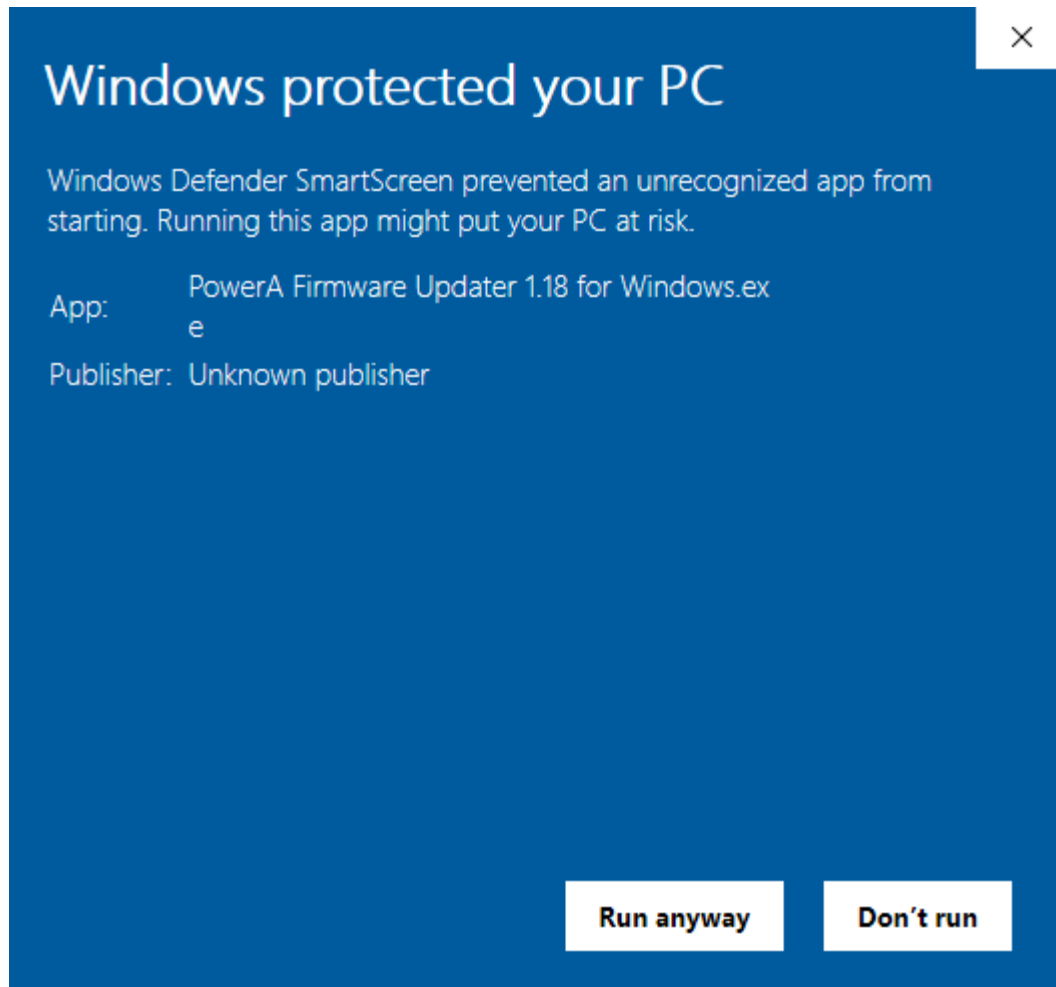 Windows protected your PC
Windows Defender SmartScreen prevented an unrecognized app from
starting. Running this app might put your PC at risk.
App: PowerA Firmware Updater 1.18 for Windows.ex
e
Publisher: Unknown publisher
Run anyway Don't run